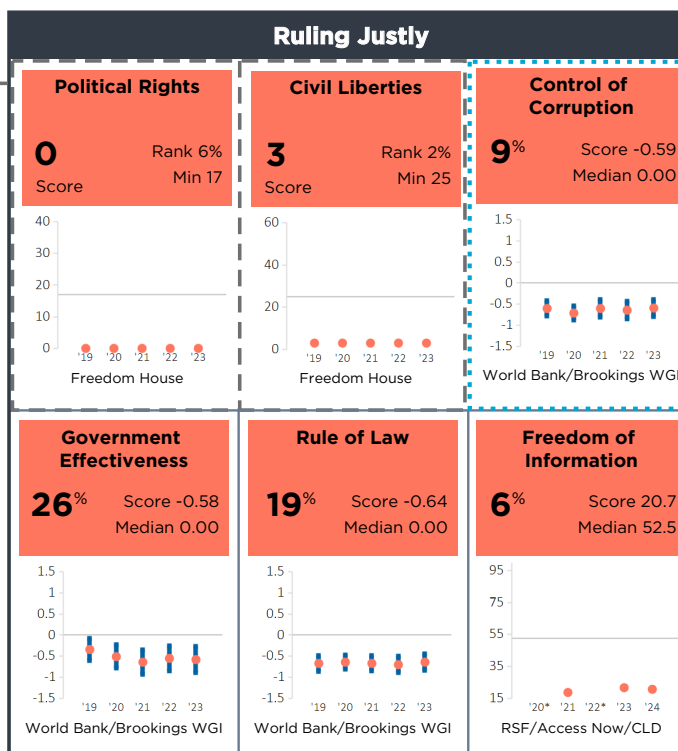 Ruling Justly
Political Rights
0
Score
Rank 6%
Min 17
40
30
20
10
0
'19 '20 '21 '22 '23
Freedom House
Civil Liberties
3
Score
Rank 2%
Min 25
60
40
20
0
'19 '20 '21 '22 '23
Freedom House
Control of
Corruption
9%
Score -0.59
Median 0.00
1.5
1
0.5
0
-0.5
-1
-1.5
'19 '20 '21 '22 '23
World Bank/Brookings WGI
Government
Effectiveness
26%
Score -0.58
Median 0.00
1.5
1
0.5
0
-0.5
-1
-1.5
'19 '20 '21 '22 '23
World Bank/Brookings WGI
Rule of Law
19%
Score -0.64
Median 0.00
1.5
1
0.5
0
-0.5
-1
-1.5
'19 '20 '21 '22 '23
World Bank/Brookings WGI
Freedom of
Information
6%
Score 20.7
Median 52.5
95
75
55
35
15
'20* '21 '22* '23 '24
RSF/Access Now/CLD